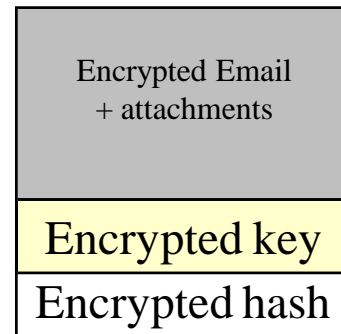 Encrypted Email
+ attachments
Encrypted key
Encrypted hash